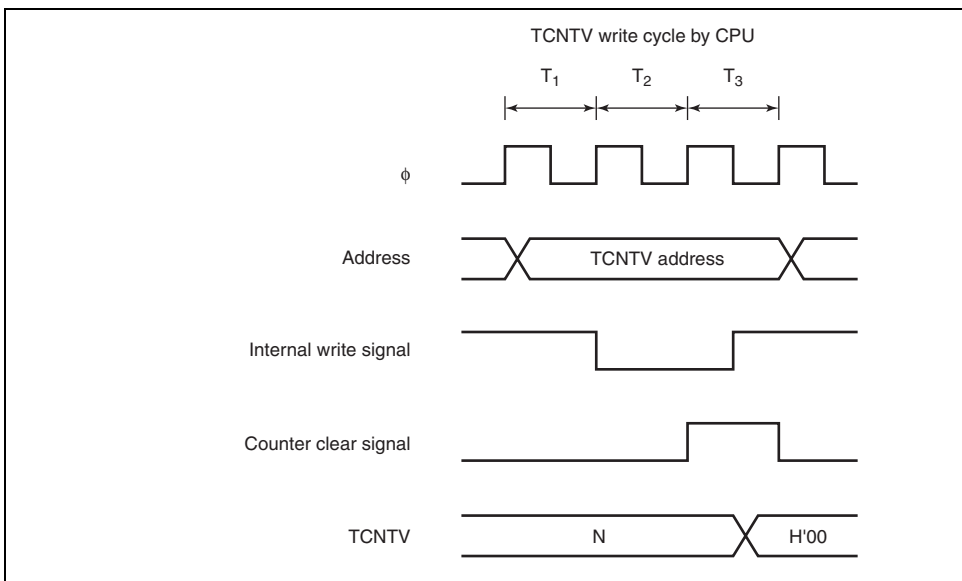 TCNTV write cycle by CPU
T1 T2 T3
φ
Address TCNTV address
Internal write signal
Counter clear signal
TCNTV N H'00